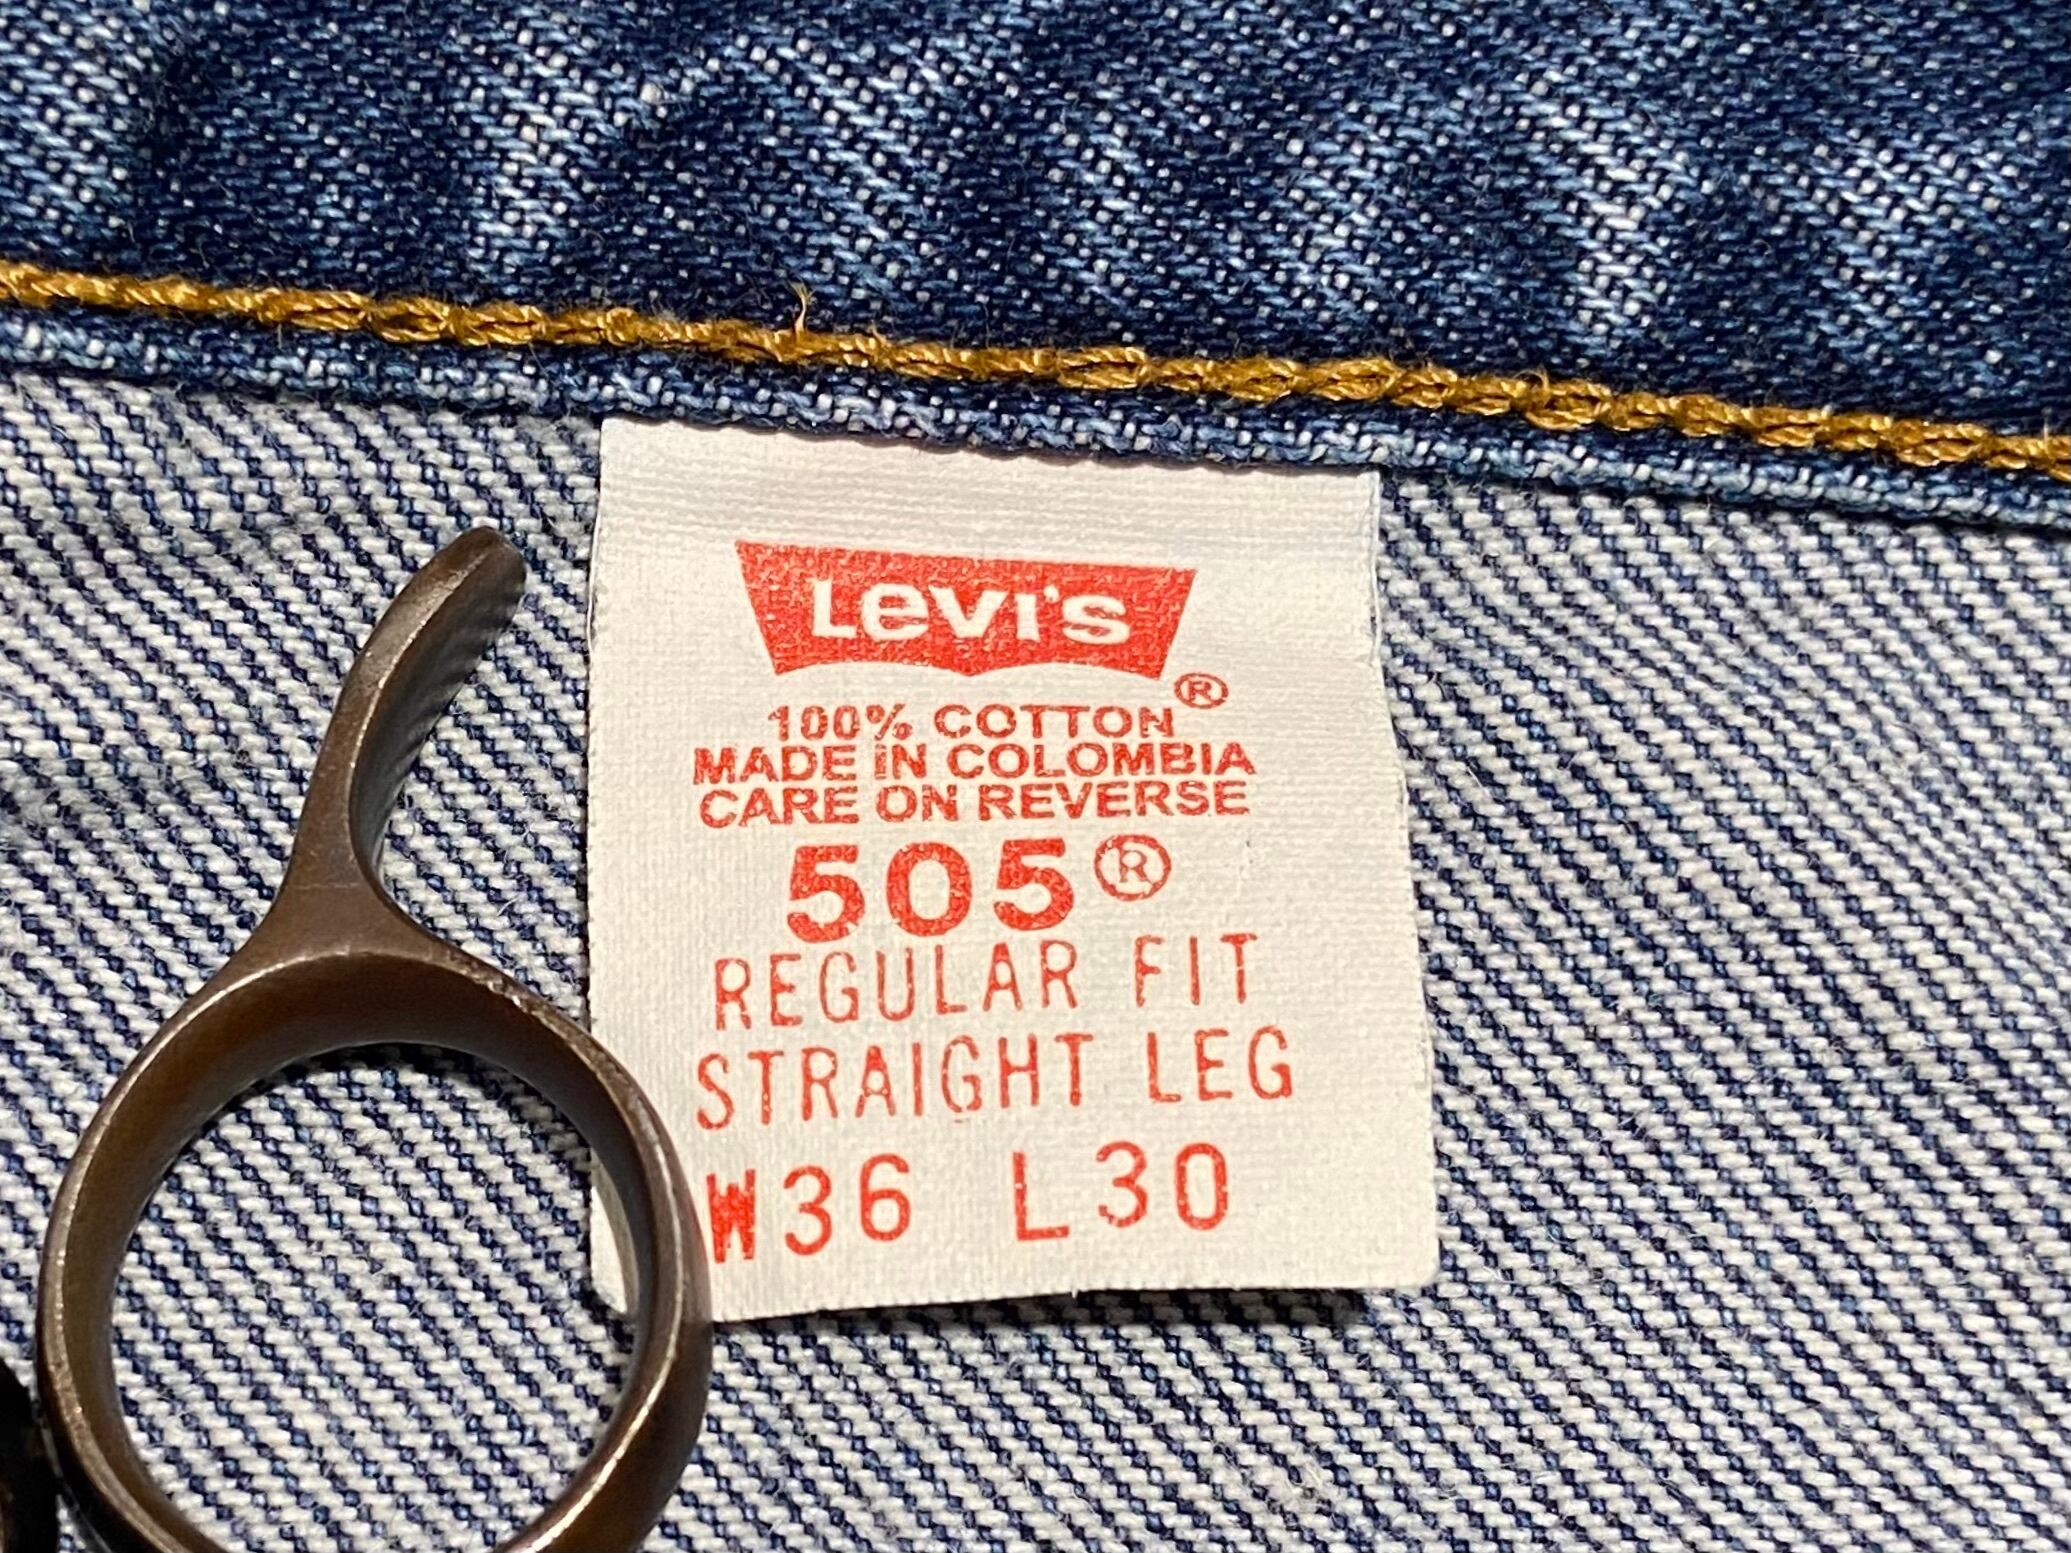 Levi's
®
100% COTTON
MADE IN COLOMBIA
CARE ON REVERSE
505®
REGULAR FIT
STRAIGHT LEG
W36 L30